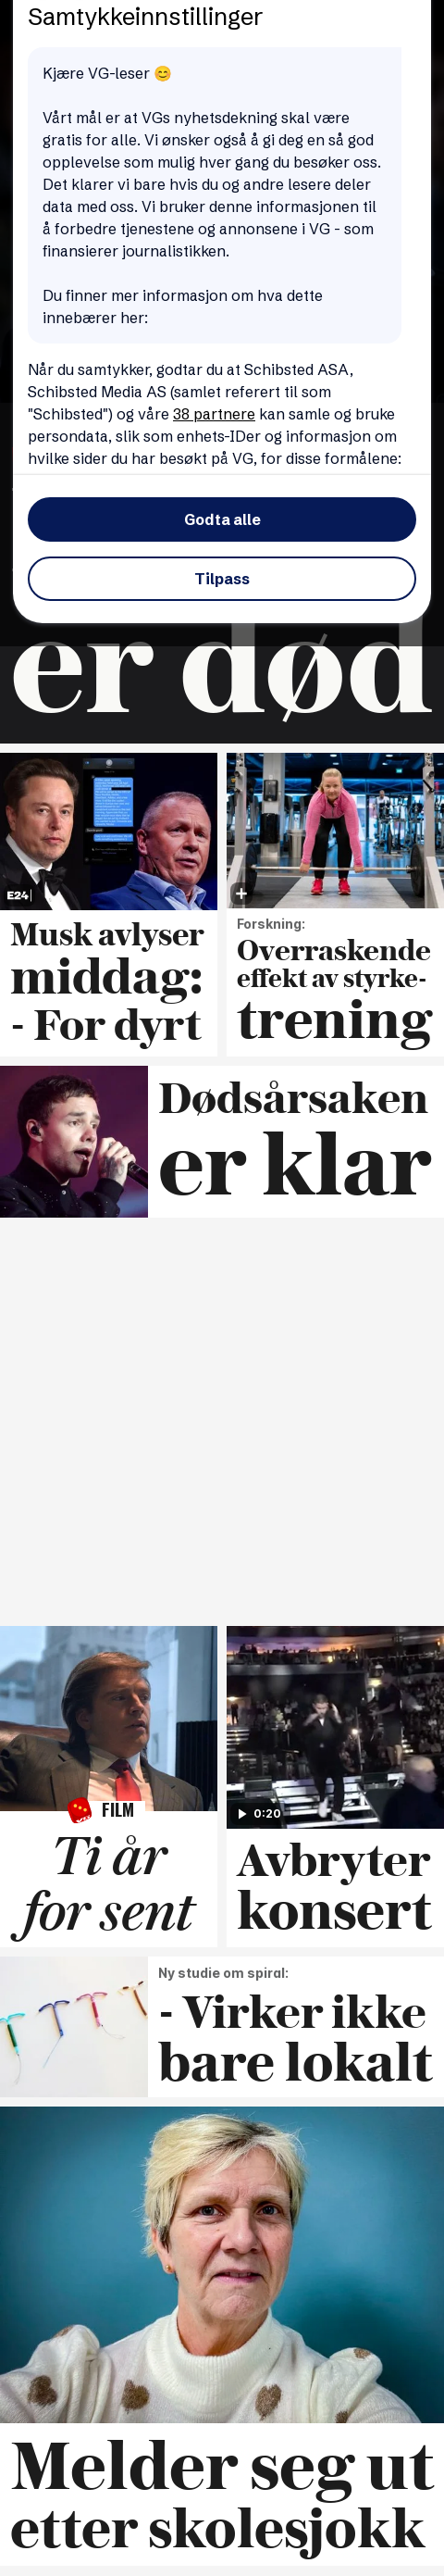 Samtykkeinnstillinger
Kjære VG-leser 😊
Vårt mål er at VGs nyhetsdekning skal være
gratis for alle. Vi ønsker også å gi deg en så god
opplevelse som mulig hver gang du besøker oss.
Det klarer vi bare hvis du og andre lesere deler
data med oss. Vi bruker denne informasjonen til
å forbedre tjenestene og annonsene i VG - som
finansierer journalistikken.
Du finner mer informasjon om hva dette
innebærer her:
Når du samtykker, godtar du at Schibsted ASA,
Schibsted Media AS (samlet referert til som
"Schibsted") og våre 38 partnere kan samle og bruke
persondata, slik som enhets-IDer og informasjon om
hvilke sider du har besøkt på VG, for disse formålene:
Godta alle
Tilpass
er død
E24
Musk avlyser
middag:
- For dyrt
Forskning:
Overraskende
effekt av styrke-
trening
Dødsårsaken
er klar
FILM
Ti år
for sent
0:20
Avbryter
konsert
Ny studie om spiral:
- Virker ikke
bare lokalt
Melder seg ut
etter skolesjokk